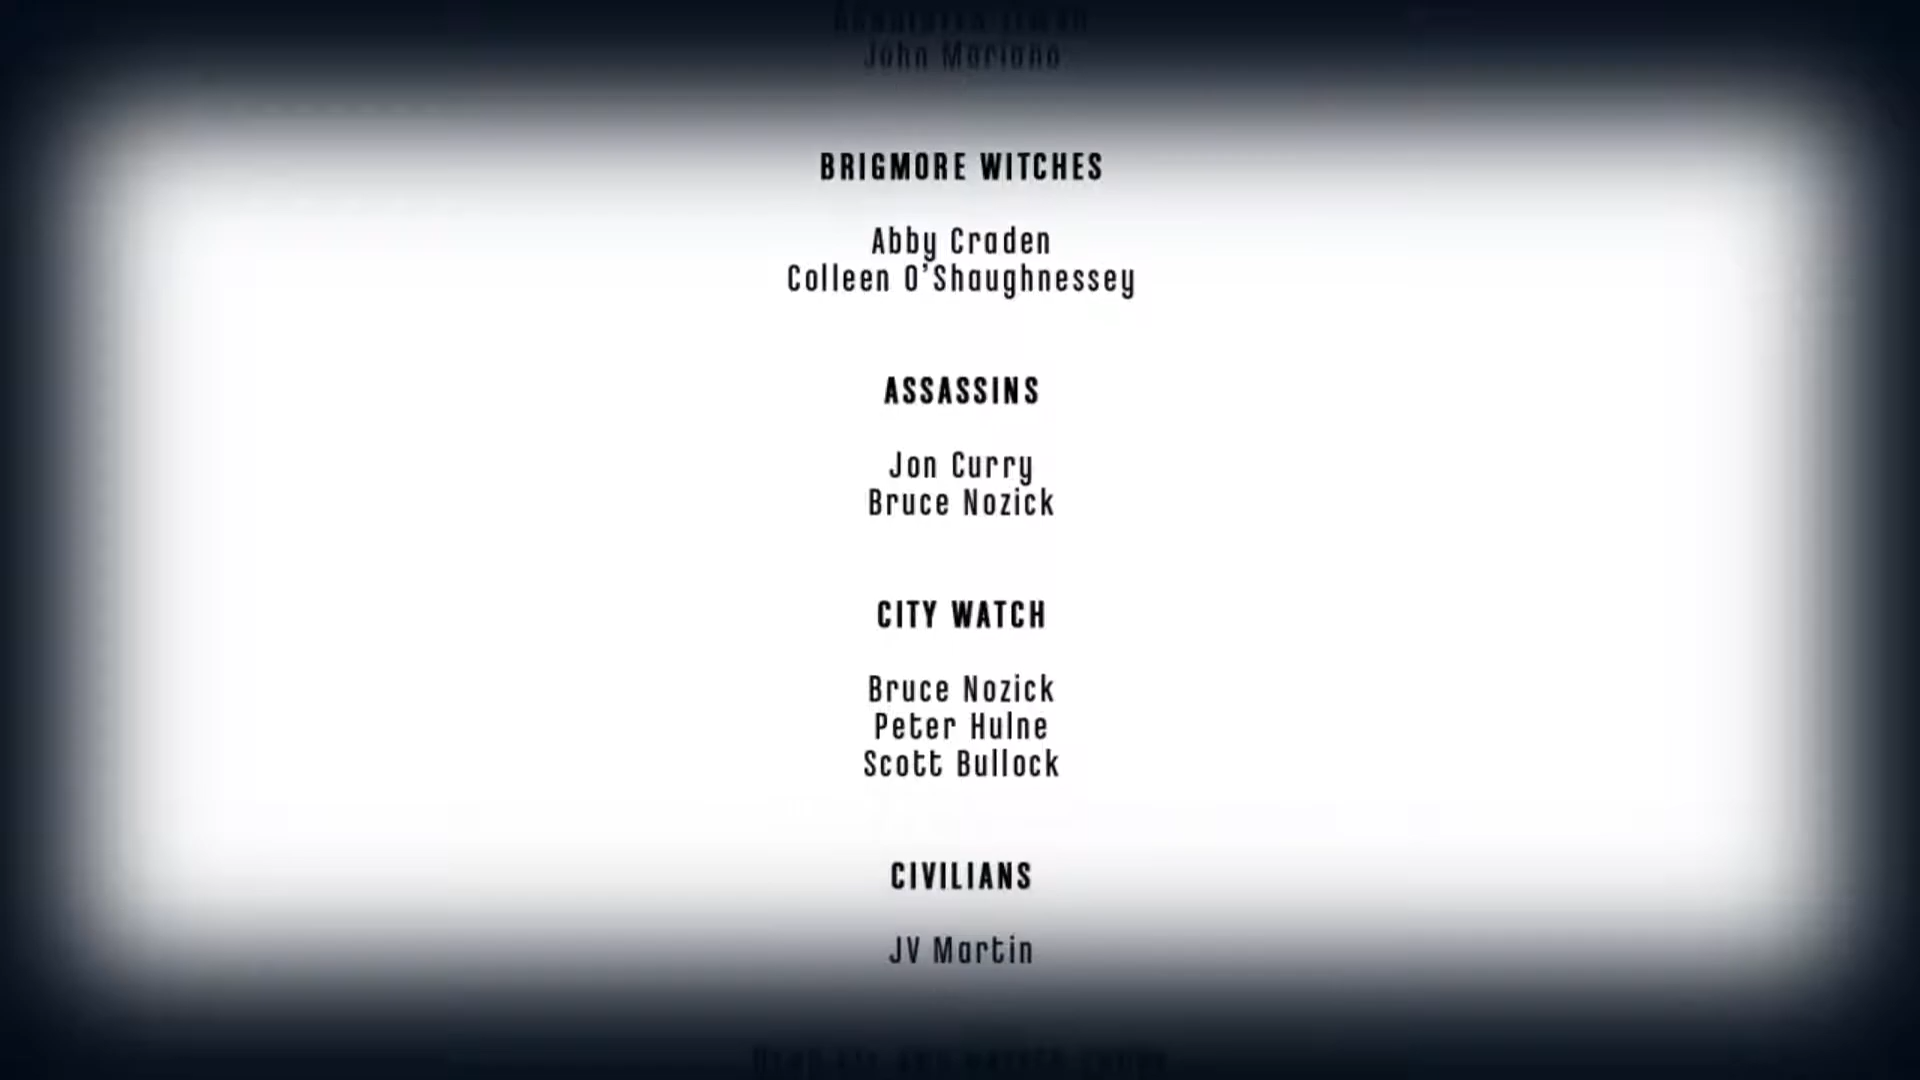 John Mariano
BRIGMORE WITCHES
Abby Craden
Colleen O'Shaughnessey
ASSASSINS
Jon Curry
Bruce Nozick
CITY WATCH
Bruce Nozick
Peter Hulne
Scott Bullock
CIVILIANS
JV Martin